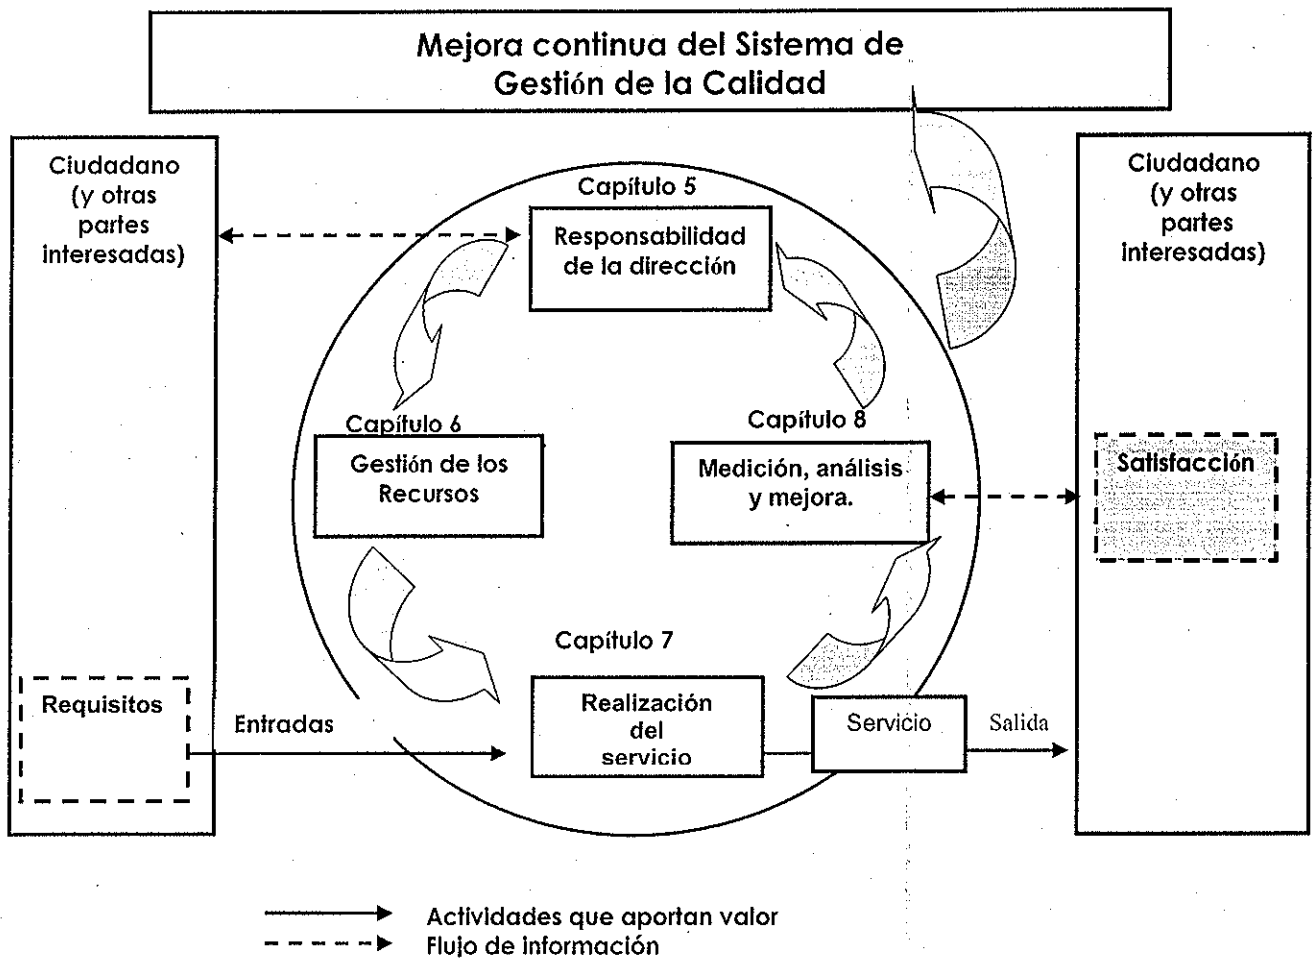 Mejora continua del Sistema de
Gestión de la Calidad
Ciudadano
(y otras
partes
interesadas)
Requisitos
Entradas
Capítulo 5
Responsabilidad
de la dirección
Capítulo 6
Gestión de los
Recursos
Capítulo 8
Medición, análisis
y mejora.
Capítulo 7
Realización
del
servicio
Servicio
Salida
Ciudadano
(y otras
partes
interesadas)
Satisfacción
Actividades que aportan valor
Flujo de información